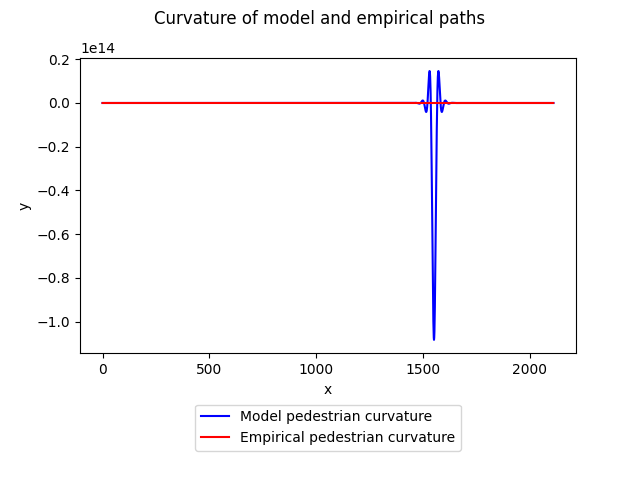 Curvature of model and empirical paths
1e14
0.2
0.0
−0.2
−0.4
−0.6
−0.8
−1.0
y
0 500 1000 1500 2000
x
Model pedestrian curvature
Empirical pedestrian curvature